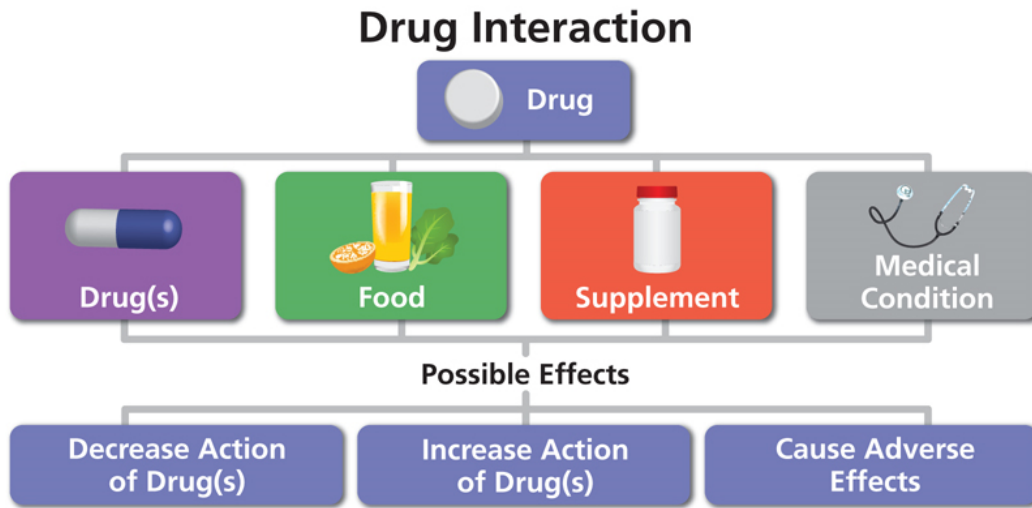 Drug Interaction
Drug
Drug(s)
Food
Supplement
Medical
Condition
Possible Effects
Decrease Action
of Drug(s)
Increase Action
of Drug(s)
Cause Adverse
Effects